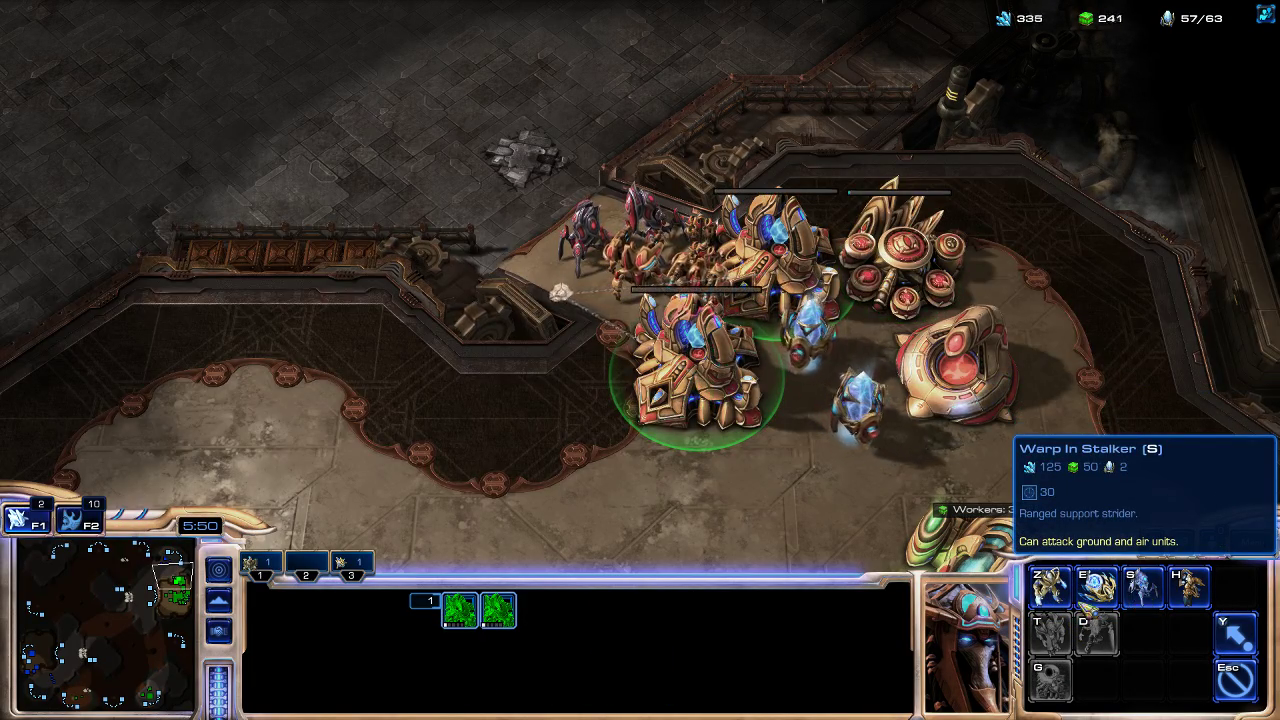 335 241 57/63
Warp In Stalker (S)
125 50 2
30
Ranged support strider.
Can attack ground and air units.
Workers:
2 10
F1 F2
5:50
1 1
1 2 3
1
Z E S H
T D Y
G Esc